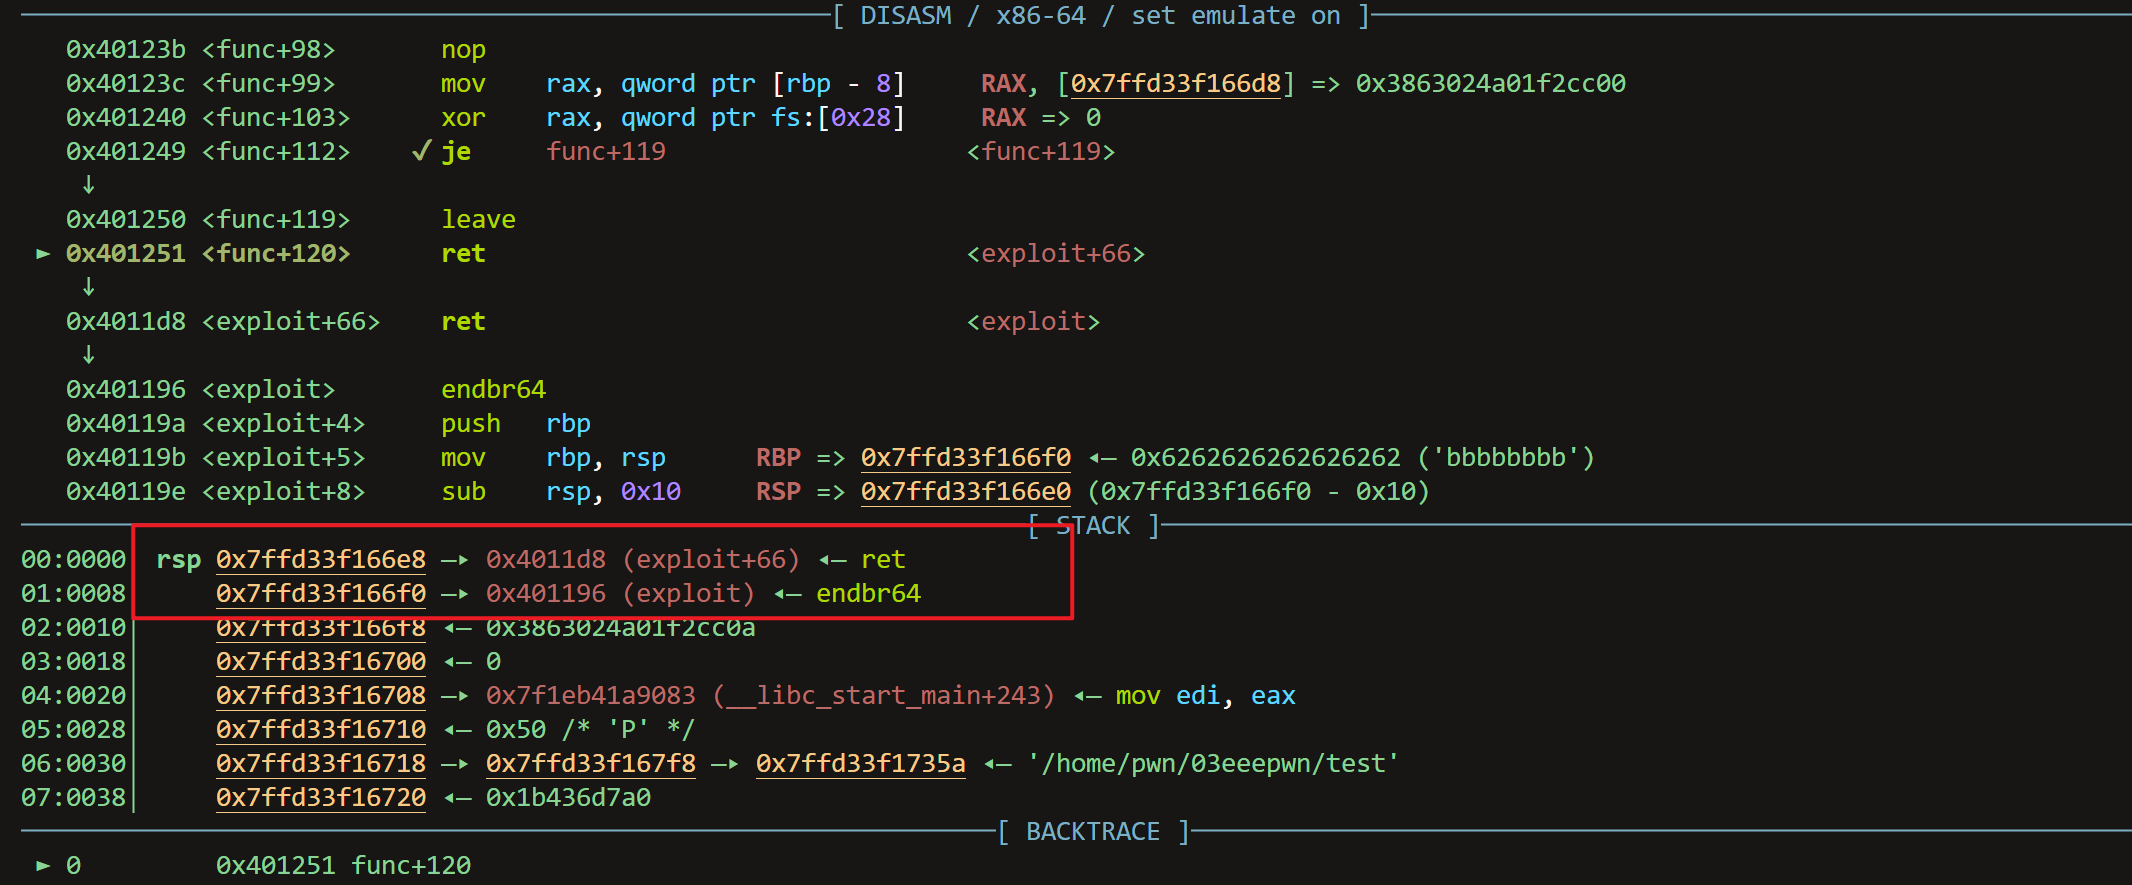 [ DISASM / x86-64 / set emulate on ]
0x40123b <func+98> nop
0x40123c <func+99> mov rax, qword ptr [rbp - 8] RAX, [0x7ffd33f166d8] => 0x3863024a01f2cc00
0x401240 <func+103> xor rax, qword ptr fs:[0x28] RAX => 0
0x401249 <func+112> ✓ je func+119 <func+119>
↓
0x401250 <func+119> leave
► 0x401251 <func+120> ret <exploit+66>
↓
0x4011d8 <exploit+66> ret <exploit>
↓
0x401196 <exploit> endbr64
0x40119a <exploit+4> push rbp
0x40119b <exploit+5> mov rbp, rsp RBP => 0x7ffd33f166f0 ◂— 0x6262626262626262 ('bbbbbbbb')
0x40119e <exploit+8> sub rsp, 0x10 RSP => 0x7ffd33f166e0 (0x7ffd33f166f0 - 0x10)
[ STACK ]
00:0000 rsp 0x7ffd33f166e8 —▸ 0x4011d8 (exploit+66) ◂— ret
01:0008 0x7ffd33f166f0 —▸ 0x401196 (exploit) ◂— endbr64
02:0010 0x7ffd33f166f8 ◂— 0x3863024a01f2cc0a
03:0018 0x7ffd33f16700 ◂— 0
04:0020 0x7ffd33f16708 —▸ 0x7f1eb41a9083 (__libc_start_main+243) ◂— mov edi, eax
05:0028 0x7ffd33f16710 ◂— 0x50 /* 'P' */
06:0030 0x7ffd33f16718 —▸ 0x7ffd33f167f8 —▸ 0x7ffd33f1735a ◂— '/home/pwn/03eeepwn/test'
07:0038 0x7ffd33f16720 ◂— 0x1b436d7a0
[ BACKTRACE ]
► 0 0x401251 func+120